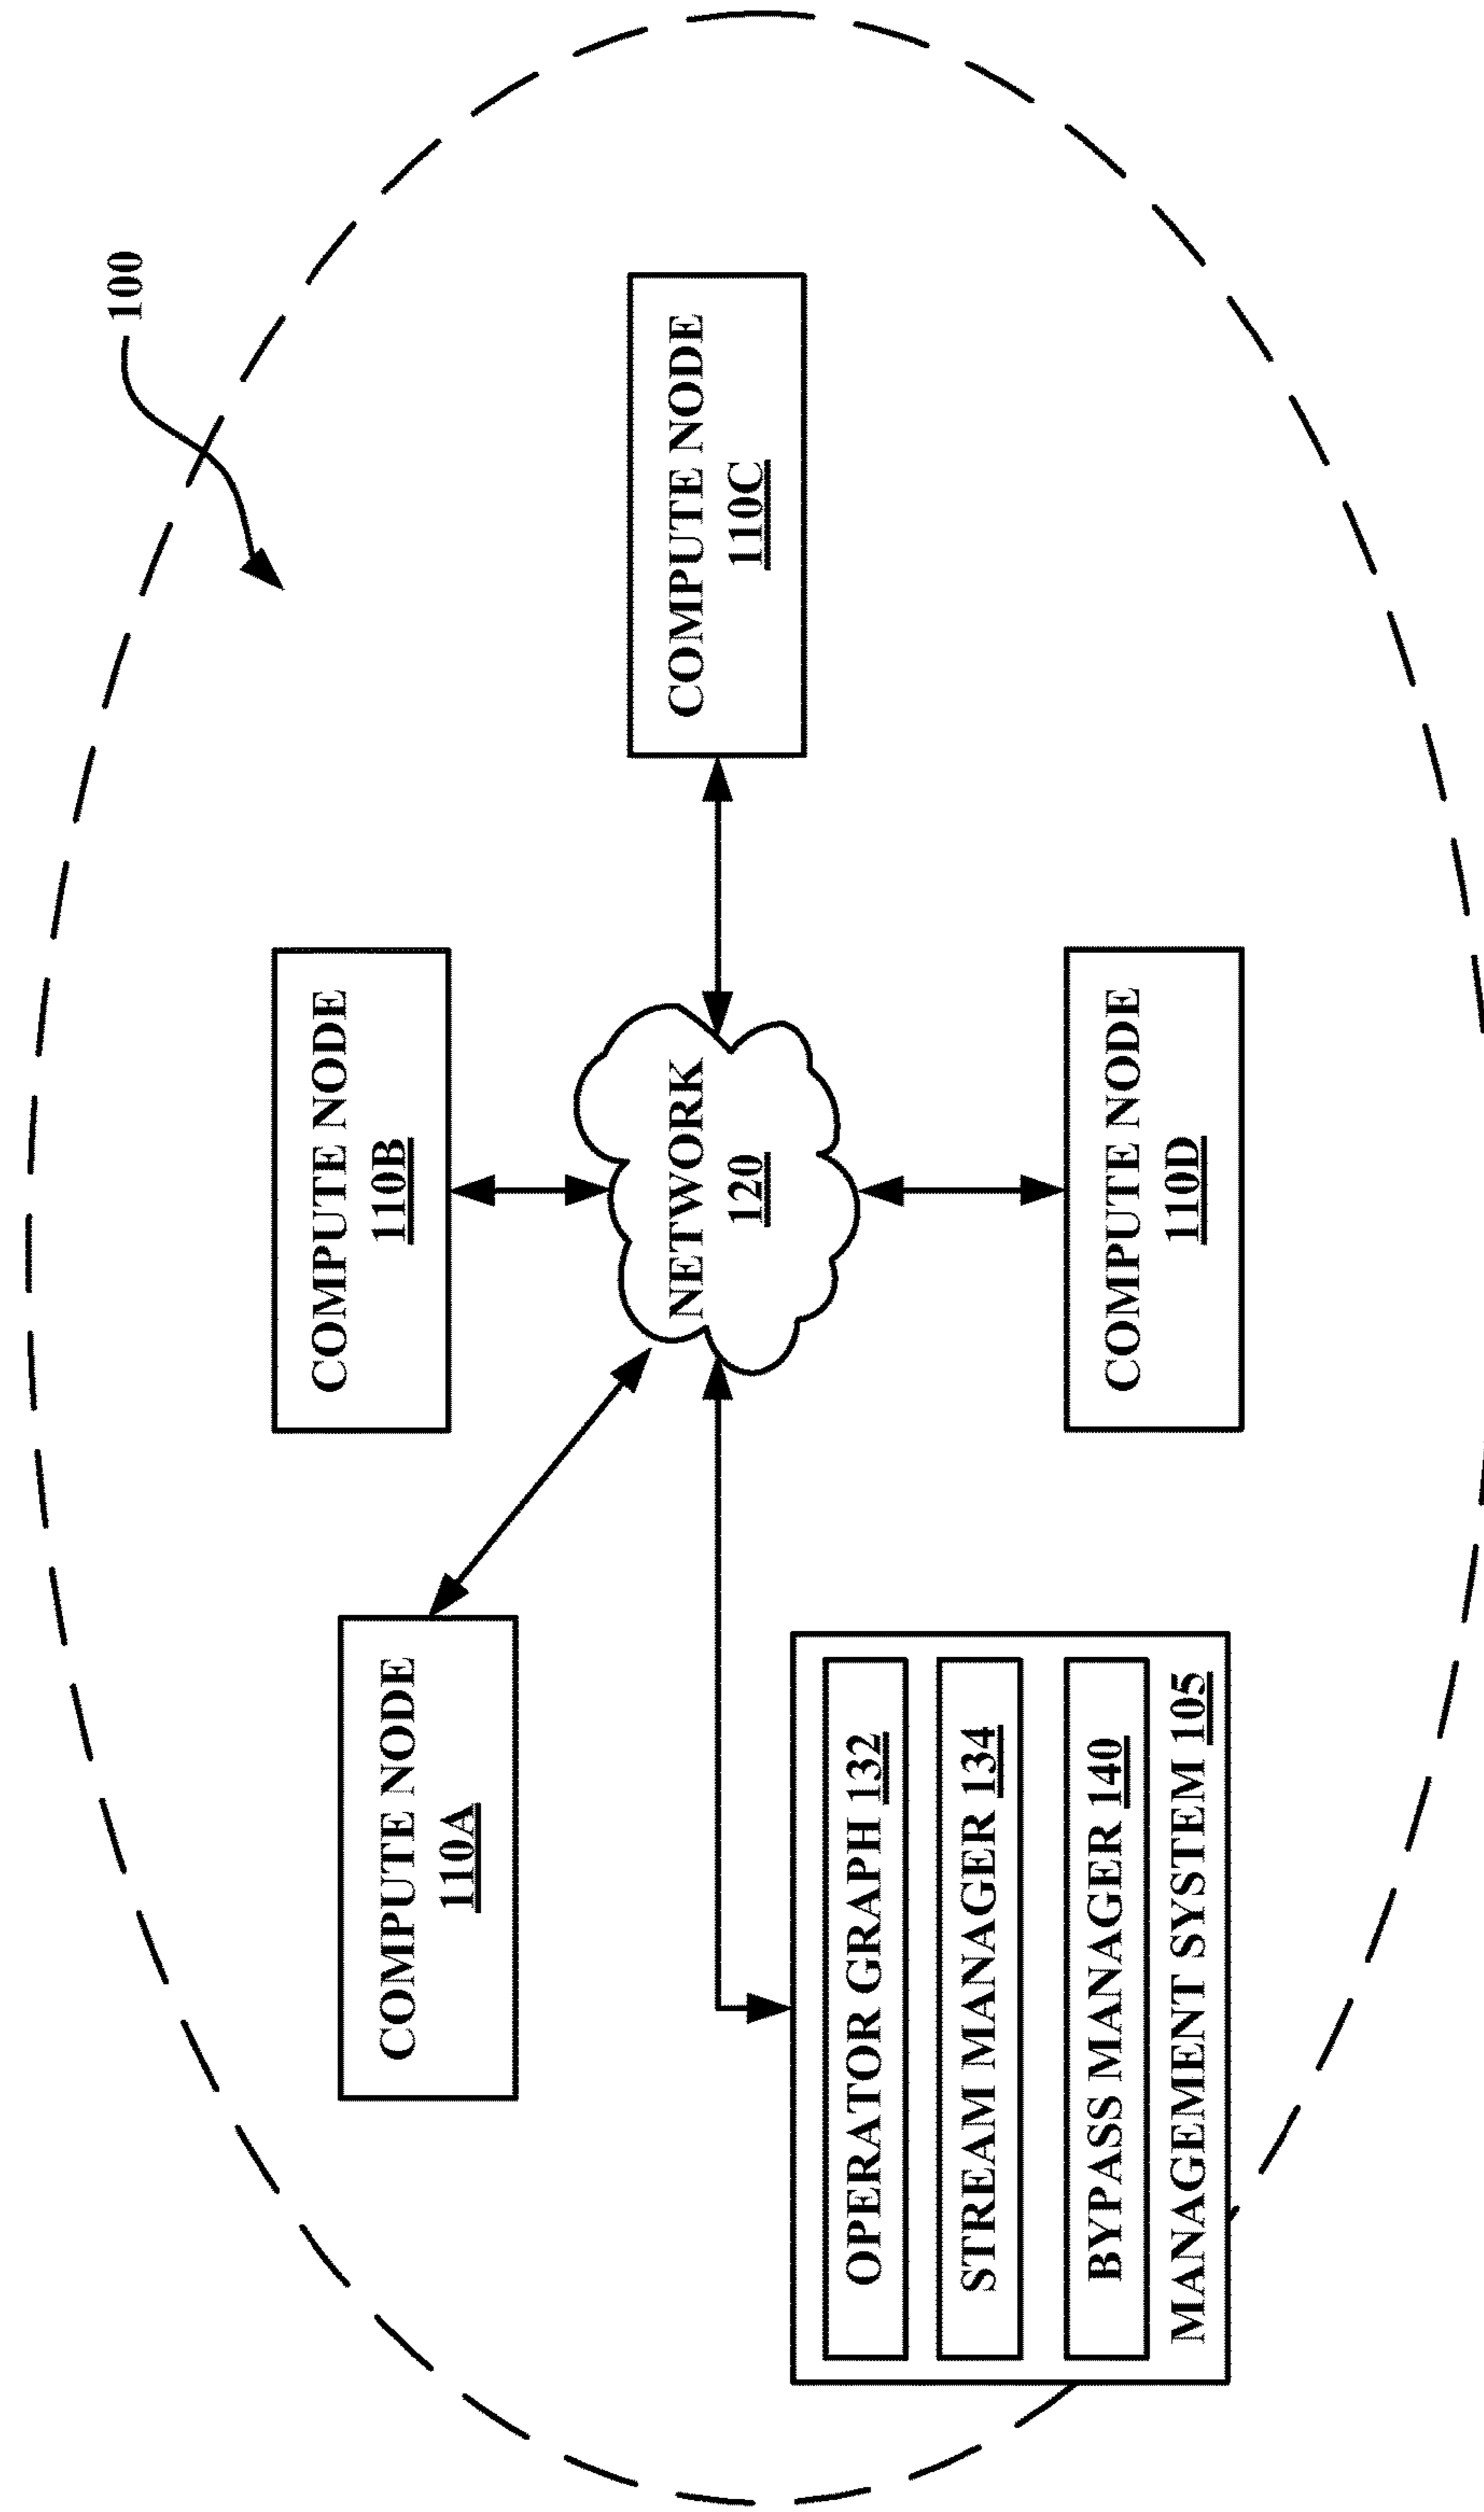 100
COMPUTE NODE
110B
COMPUTE NODE
110A
COMPUTE NODE
110C
NETWORK
120
OPERATOR GRAPH 132
STREAM MANAGER 134
BYPASS MANAGER 140
MANAGEMENT SYSTEM 105
COMPUTE NODE
110D